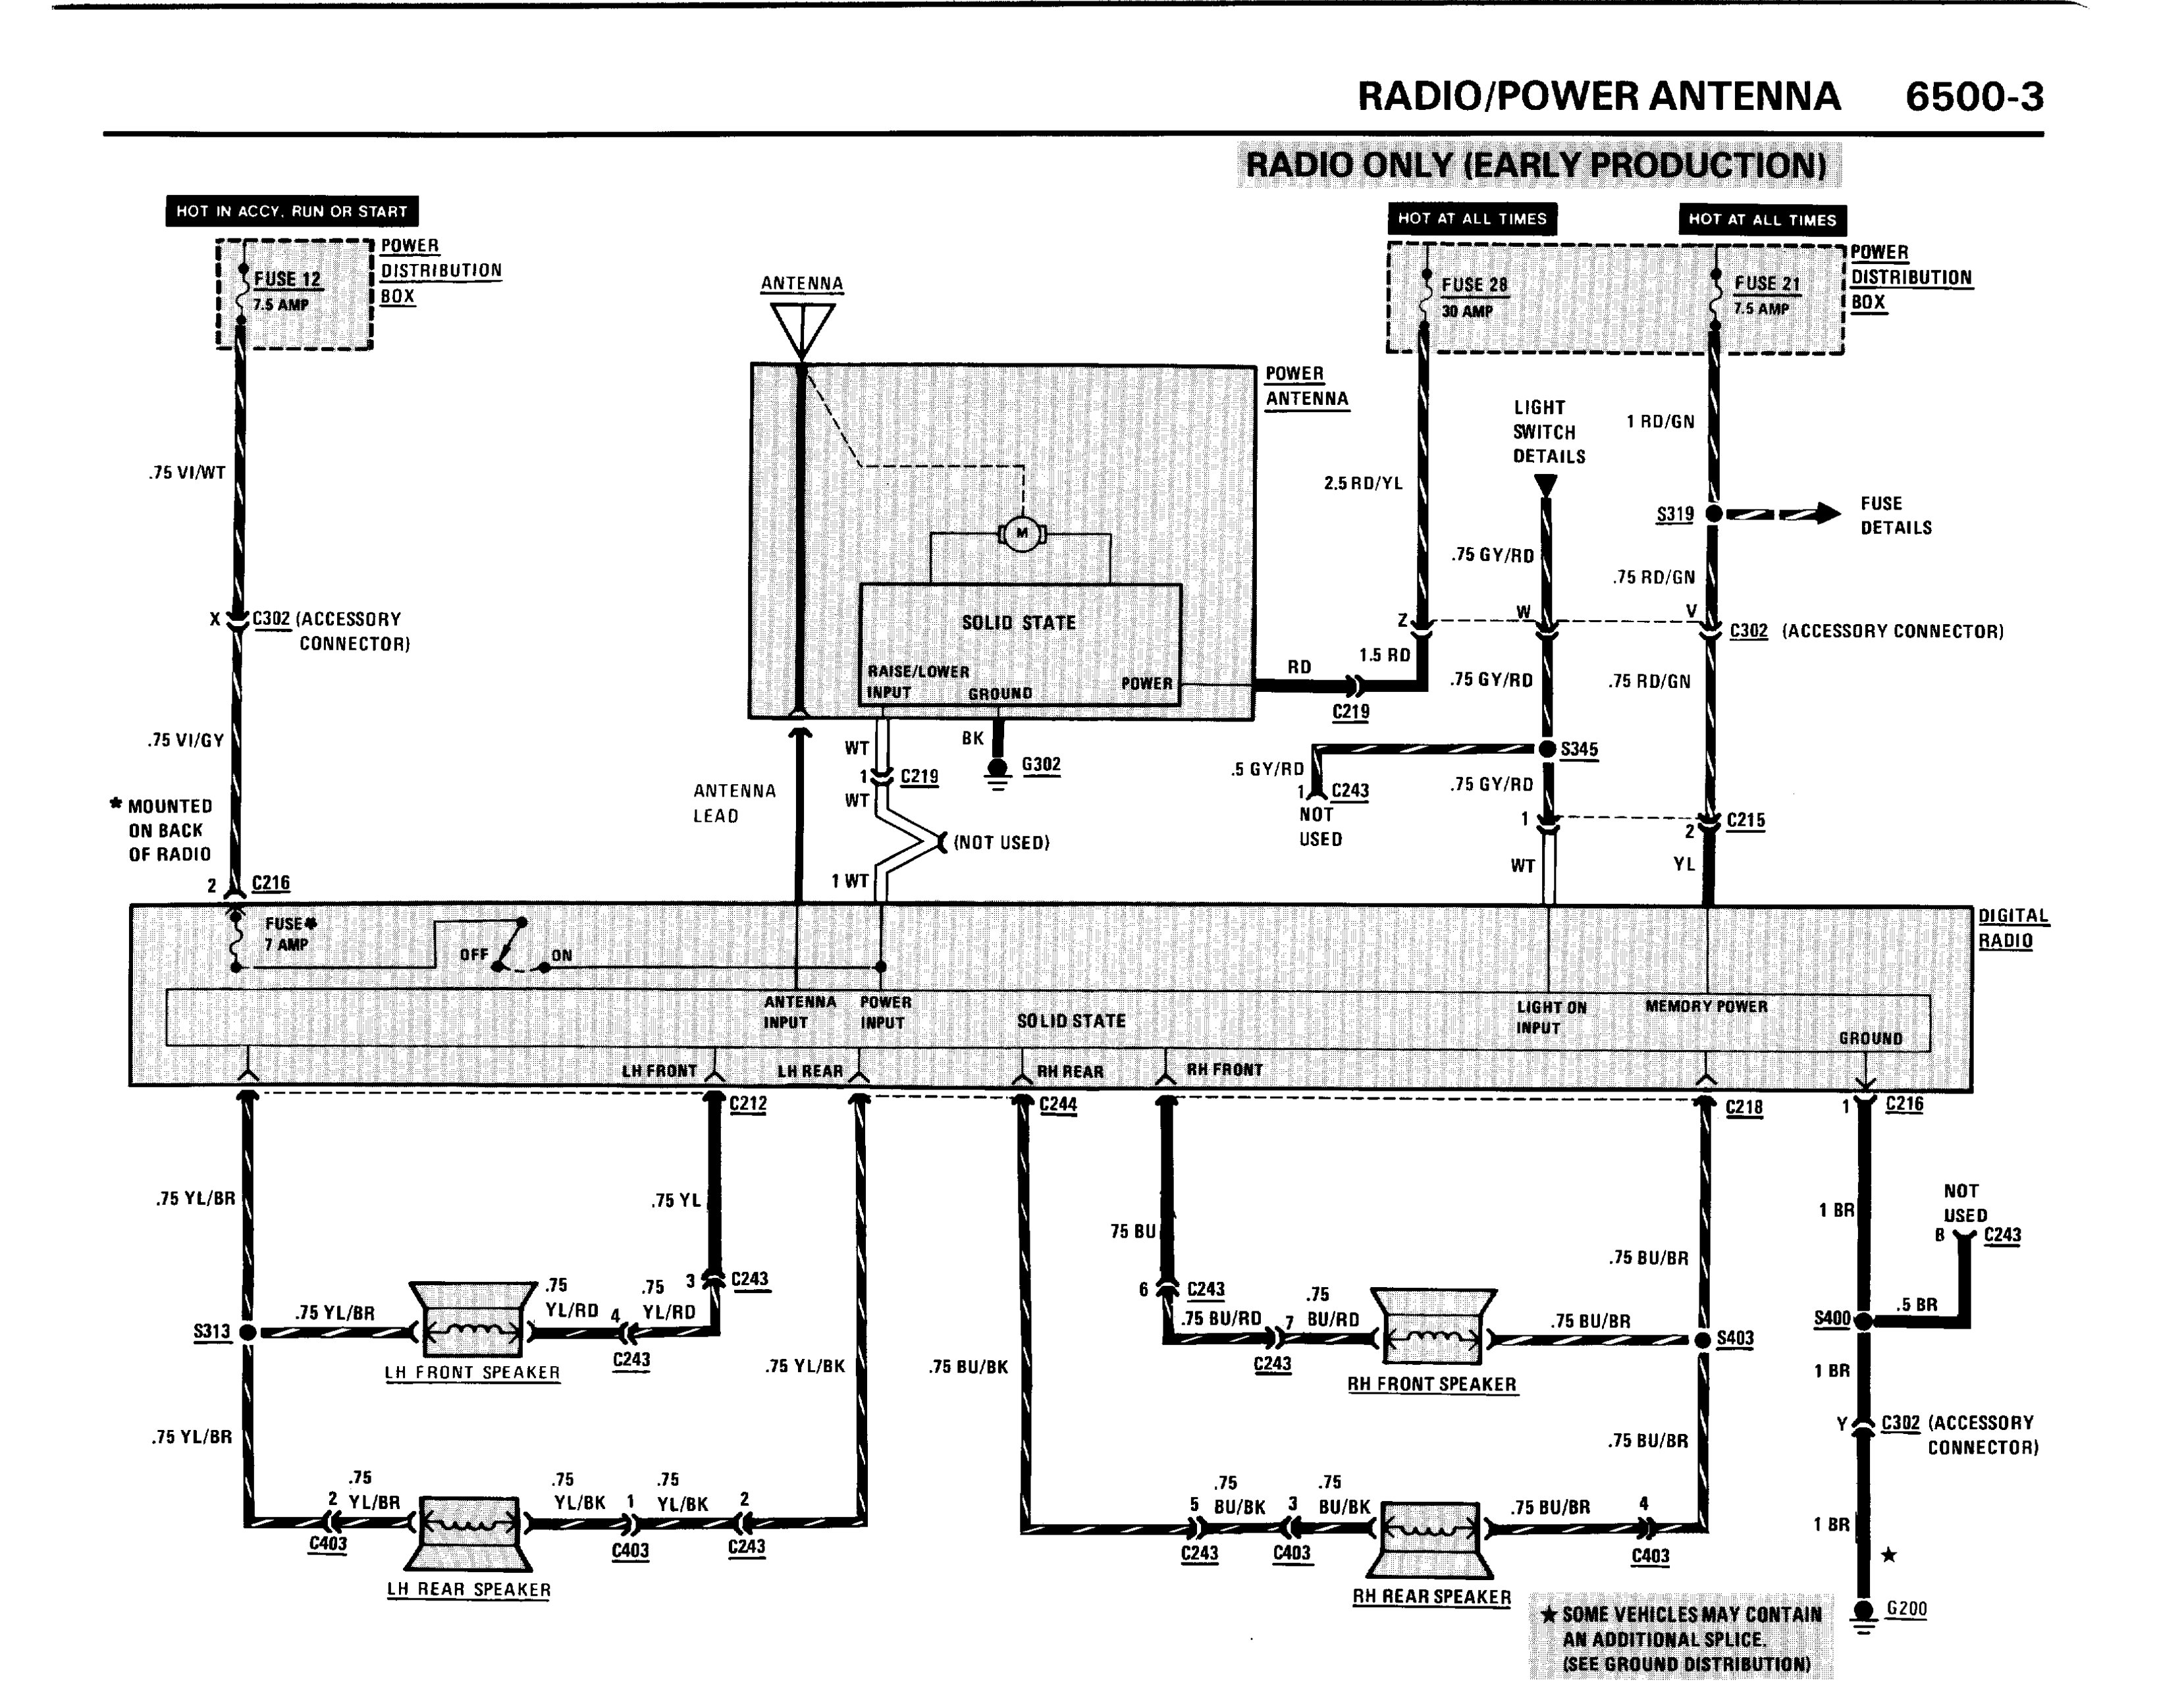 RADIO/POWER ANTENNA 6500-3
RADIO ONLY (EARLY PRODUCTION)
HOT IN ACCY, RUN OR START
HOT AT ALL TIMES
HOT AT ALL TIMES
POWER
DISTRIBUTION
BOX
FUSE 12
7.5 AMP
ANTENNA
POWER
DISTRIBUTION
BOX
FUSE 28
30 AMP
FUSE 21
7.5 AMP
POWER
ANTENNA
LIGHT
SWITCH
DETAILS
1 RD/GN
.75 VI/WT
2.5 RD/YL
S319
FUSE
DETAILS
M
.75 GY/RD
.75 RD/GN
X C302 (ACCESSORY
CONNECTOR)
SOLID STATE
Z W V
C302 (ACCESSORY CONNECTOR)
RAISE/LOWER
INPUT
GROUND
POWER
RD
1.5 RD
.75 GY/RD
.75 RD/GN
C219
.75 VI/GY
WT
BK
G302
S345
1 C219
.5 GY/RD
1 C243
NOT
USED
.75 GY/RD
ANTENNA
LEAD
WT
(NOT USED)
1
2
C215
* MOUNTED
ON BACK
OF RADIO
1 WT
WT
YL
2 C216
DIGITAL
RADIO
FUSE*
7 AMP
OFF ON
ANTENNA
INPUT
POWER
INPUT
SOLID STATE
LIGHT ON
INPUT
MEMORY POWER
GROUND
LH FRONT
LH REAR
RH REAR
RH FRONT
C212
C244
C218
1 C216
.75 YL/BR
.75 YL
75 BU
.75 BU/BR
1 BR
NOT
USED
B C243
3 C243
6 C243
.75 YL/BR
.75
YL/RD
4
.75
YL/RD
.75 BU/RD
7
.75
BU/RD
.75 BU/BR
.5 BR
S313
C243
C243
S403
S400
LH FRONT SPEAKER
RH FRONT SPEAKER
.75 YL/BK
.75 BU/BK
1 BR
.75 YL/BR
.75 BU/BR
Y C302 (ACCESSORY
CONNECTOR)
2
.75
YL/BR
.75
YL/BK
1
.75
YL/BK
2
5
.75
BU/BK
3
.75
BU/BK
.75 BU/BR
4
1 BR
C403
C403
C243
C243
C403
C403
★
LH REAR SPEAKER
RH REAR SPEAKER
G200
★ SOME VEHICLES MAY CONTAIN
AN ADDITIONAL SPLICE.
(SEE GROUND DISTRIBUTION)